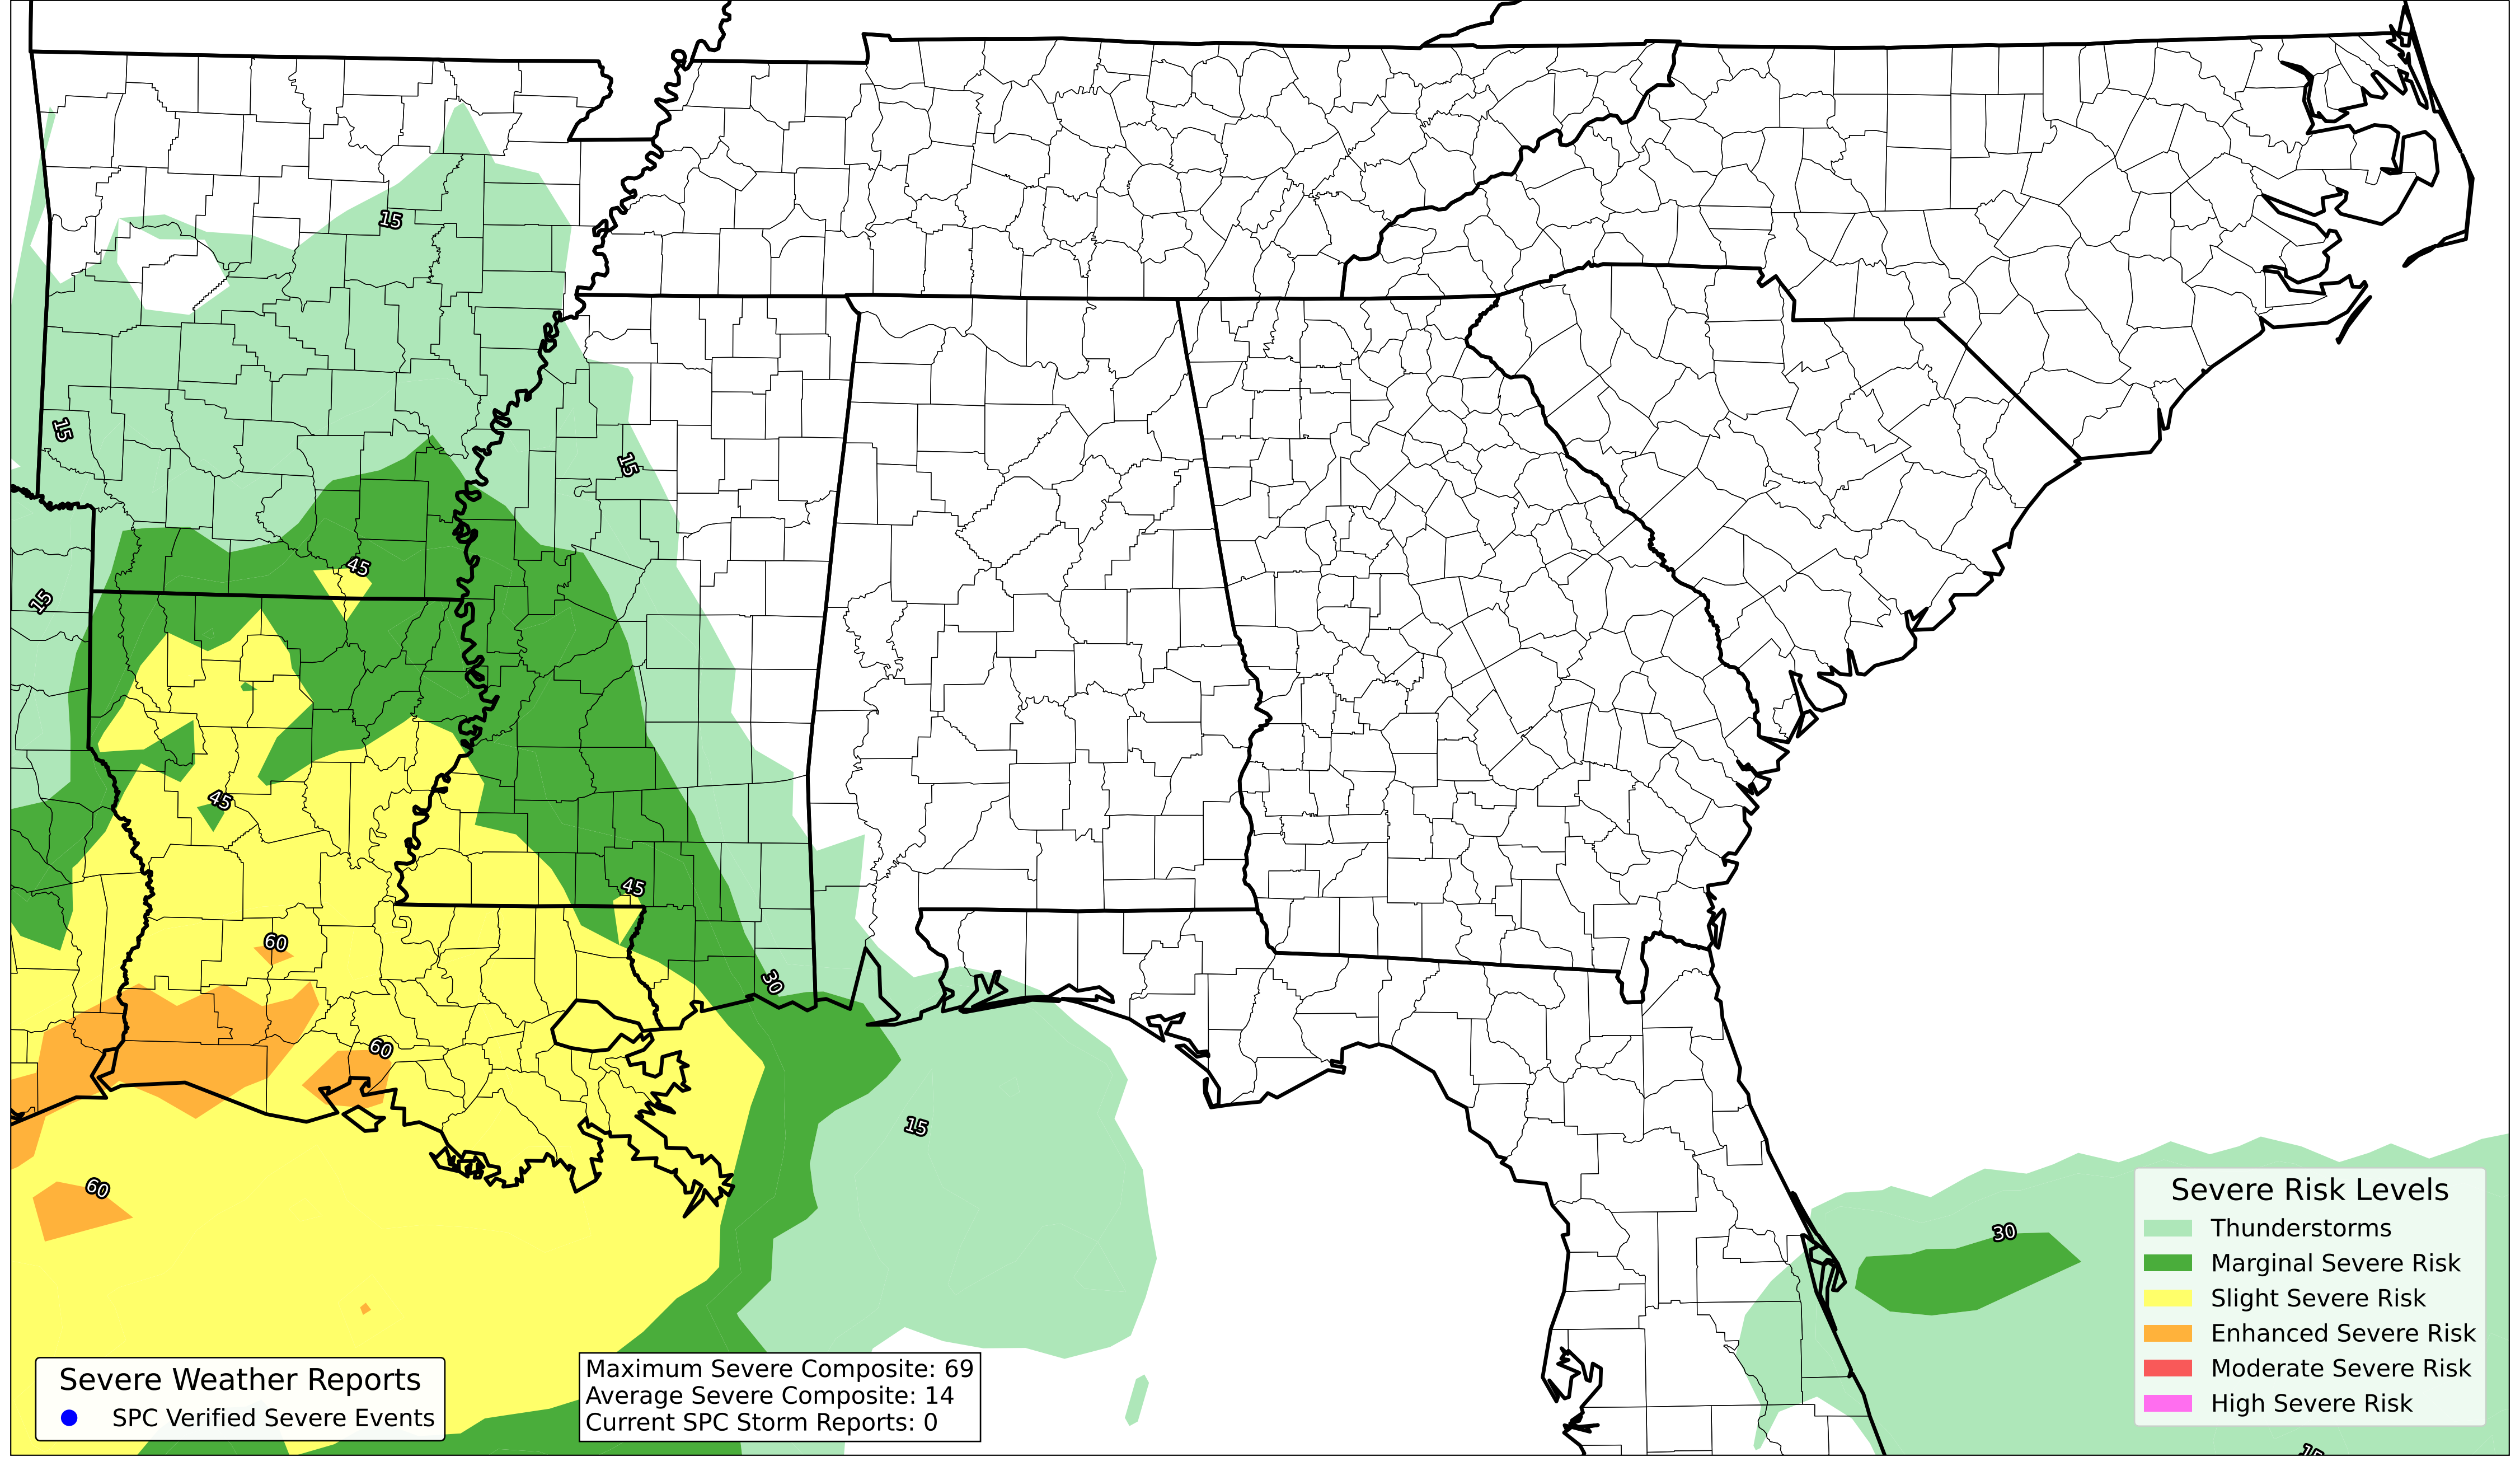 15
15
15
45
15
45
45
60
30
60
15
60
30
Severe Risk Levels
Thunderstorms
Marginal Severe Risk
Slight Severe Risk
Enhanced Severe Risk
Moderate Severe Risk
High Severe Risk
Severe Weather Reports
SPC Verified Severe Events
Maximum Severe Composite: 69
Average Severe Composite: 14
Current SPC Storm Reports: 0
15